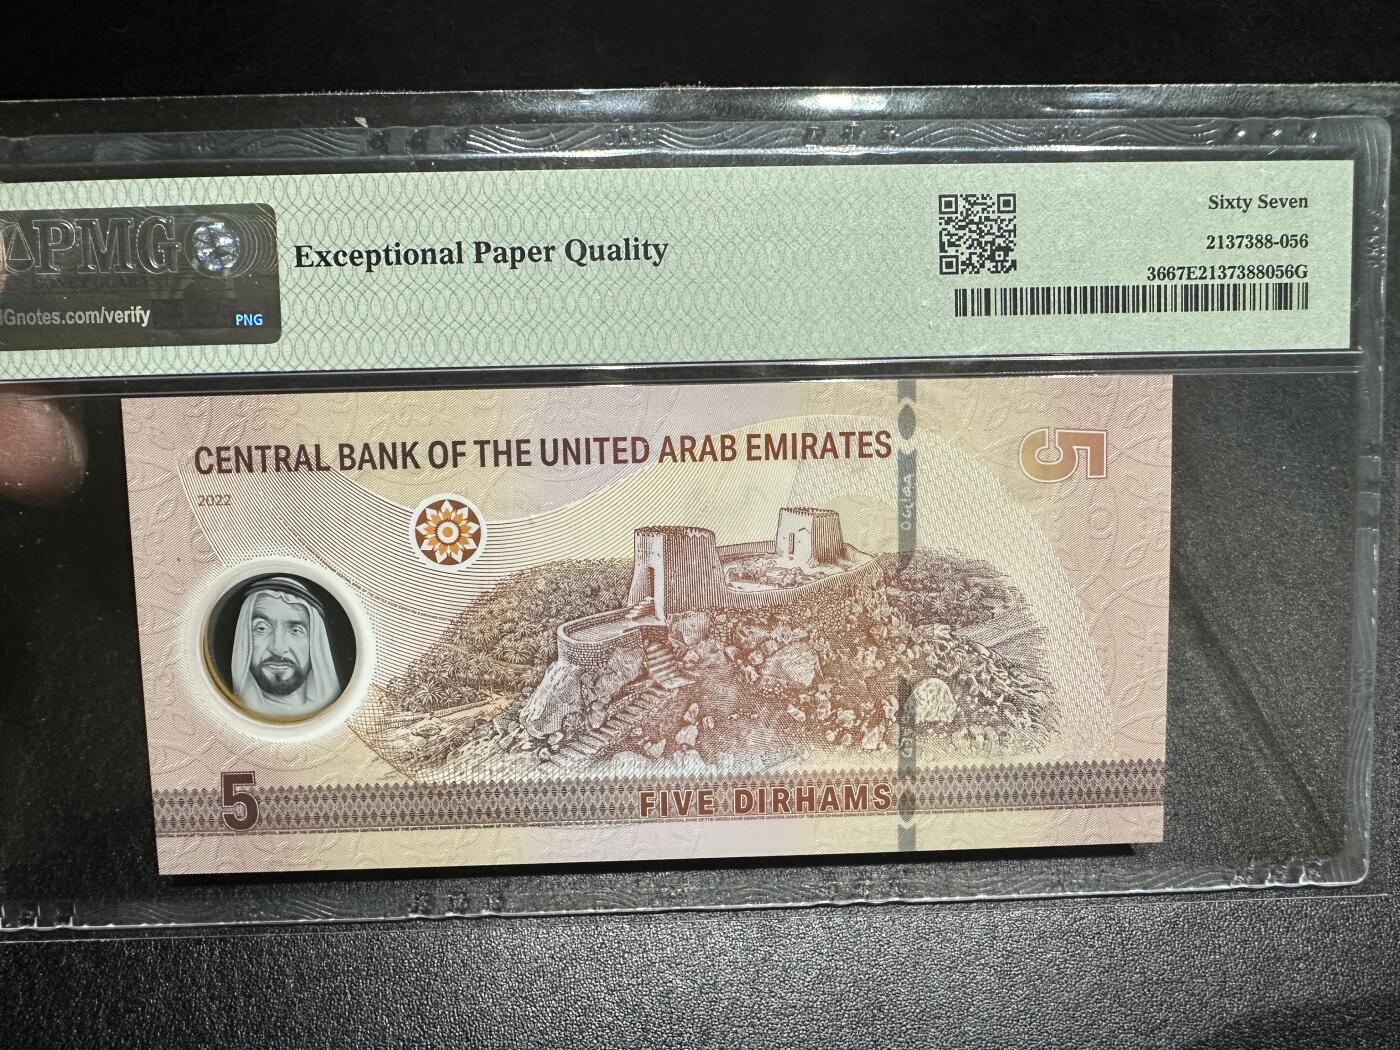 PMG
Gnotes.com/verify
PNG
Exceptional Paper Quality
Sixty Seven
2137388-056
3667E2137388056G
CENTRAL BANK OF THE UNITED ARAB EMIRATES
2022
5
5
FIVE DIRHAMS